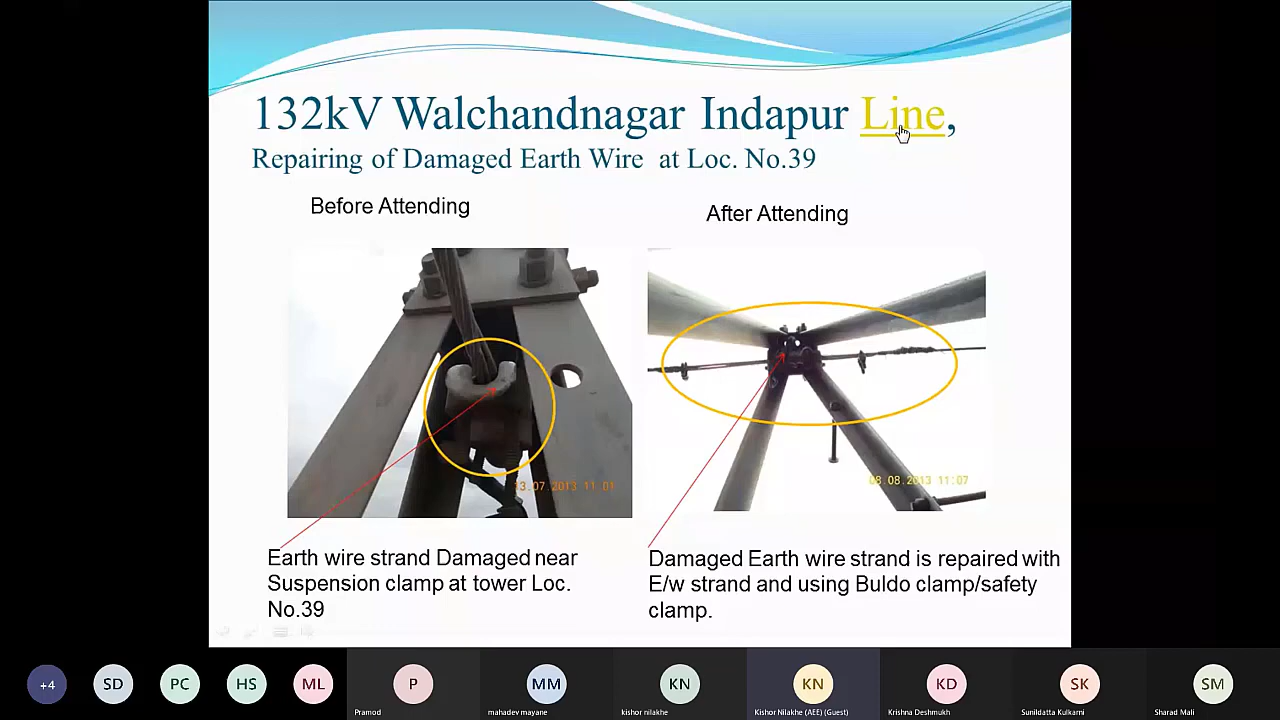 132kV Walchandnagar Indapur Line,
Repairing of Damaged Earth Wire at Loc. No.39
Before Attending
After Attending
13.07.2013 11:01
08.08.2013 11:07
Earth wire strand Damaged near
Suspension clamp at tower Loc.
No.39
Damaged Earth wire strand is repaired with
E/w strand and using Buldo clamp/safety
clamp.
+4
SD
PC
HS
ML
P
MM
KN
KN
KD
SK
SM
Pramod
mahadev mayane
kishor nilakhe
Kishor Nilakhe (AEE) (Guest)
Krishna Deshmukh
Sunildatta Kulkarni
Sharad Mali